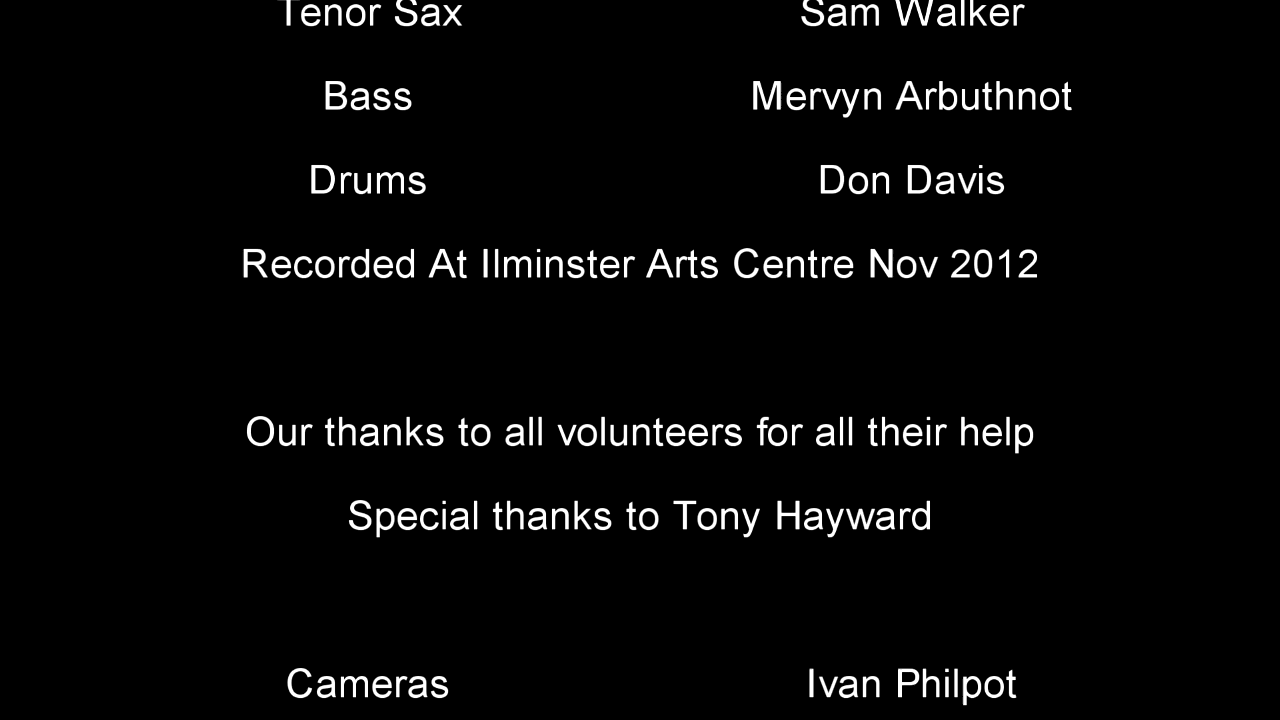 Tenor Sax Sam Walker
Bass Mervyn Arbuthnot
Drums Don Davis
Recorded At Ilminster Arts Centre Nov 2012
Our thanks to all volunteers for all their help
Special thanks to Tony Hayward
Cameras Ivan Philpot